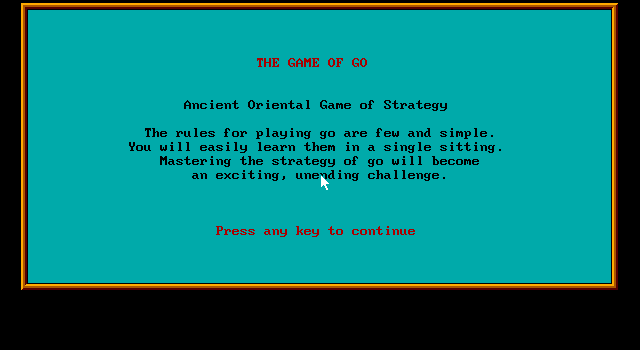 THE GAME OF GO
Ancient Oriental Game of Strategy
The rules for playing go are few and simple.
You will easily learn them in a single sitting.
Mastering the strategy of go will become
an exciting, unending challenge.
Press any key to continue